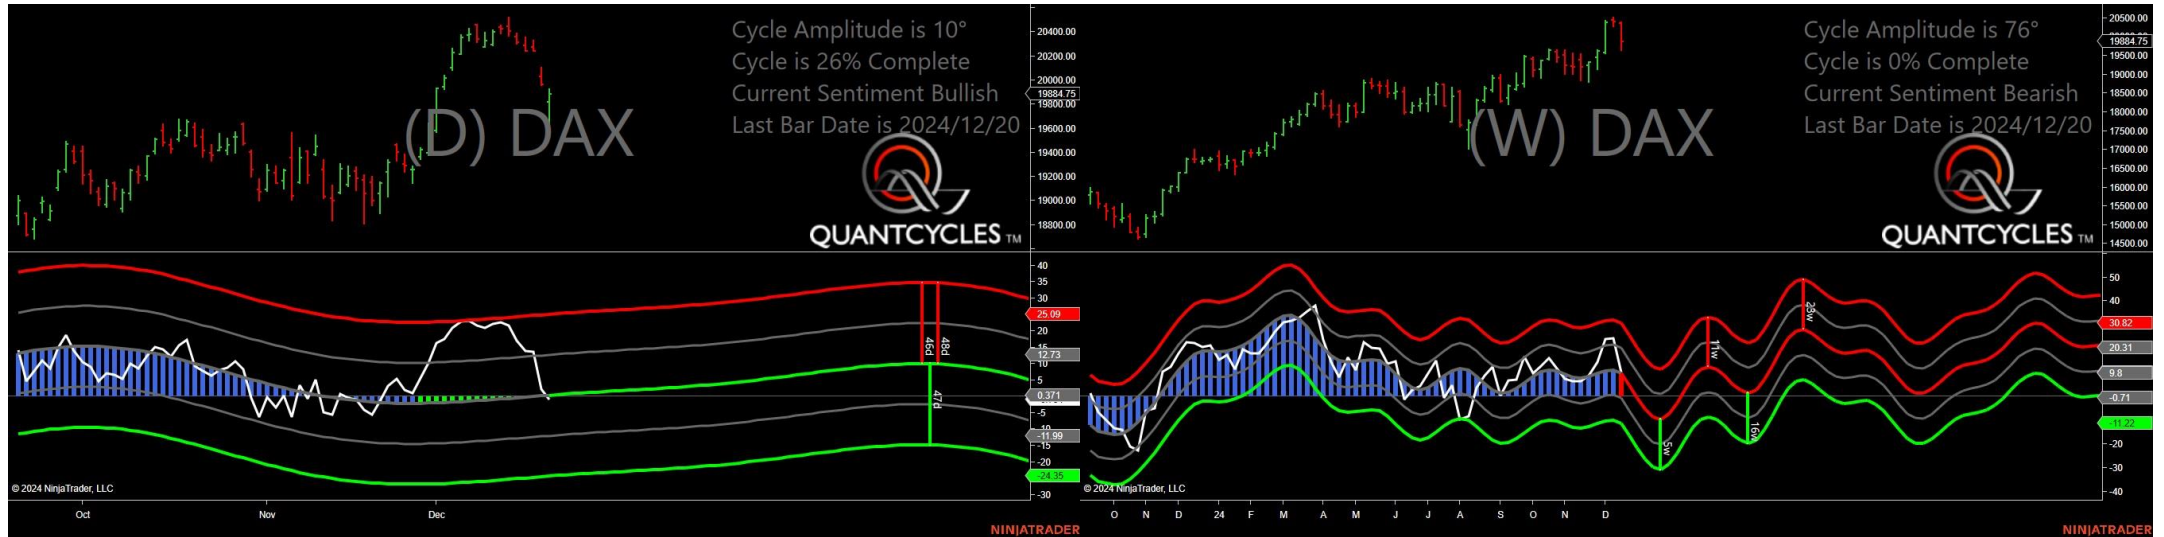 Cycle Amplitude is 10°
Cycle is 26% Complete
Current Sentiment Bullish
Last Bar Date is 2024/12/20
(D) DAX
QUANTCYCLES TM
20400.00
20200.00
20000.00
19884.75
19800.00
19600.00
19400.00
19200.00
19000.00
18800.00
40
35
30
25.09
20
15
12.73
10
5
0.371
-5
-10
-11.99
-15
-20
-24.35
-30
46d
48d
47d
© 2024 NinjaTrader, LLC
Oct
Nov
Dec
NINJATRADER
Cycle Amplitude is 76°
Cycle is 0% Complete
Current Sentiment Bearish
Last Bar Date is 2024/12/20
(W) DAX
QUANTCYCLES TM
20500.00
19884.75
19500.00
19000.00
18500.00
18000.00
17500.00
17000.00
16500.00
16000.00
15500.00
15000.00
14500.00
50
40
30.82
20.31
9.8
-0.71
-11.22
-20
-30
-40
5w
11w
16w
23w
© 2024 NinjaTrader, LLC
O
N
D
24
F
M
A
M
J
J
A
S
O
N
D
NINJATRADER